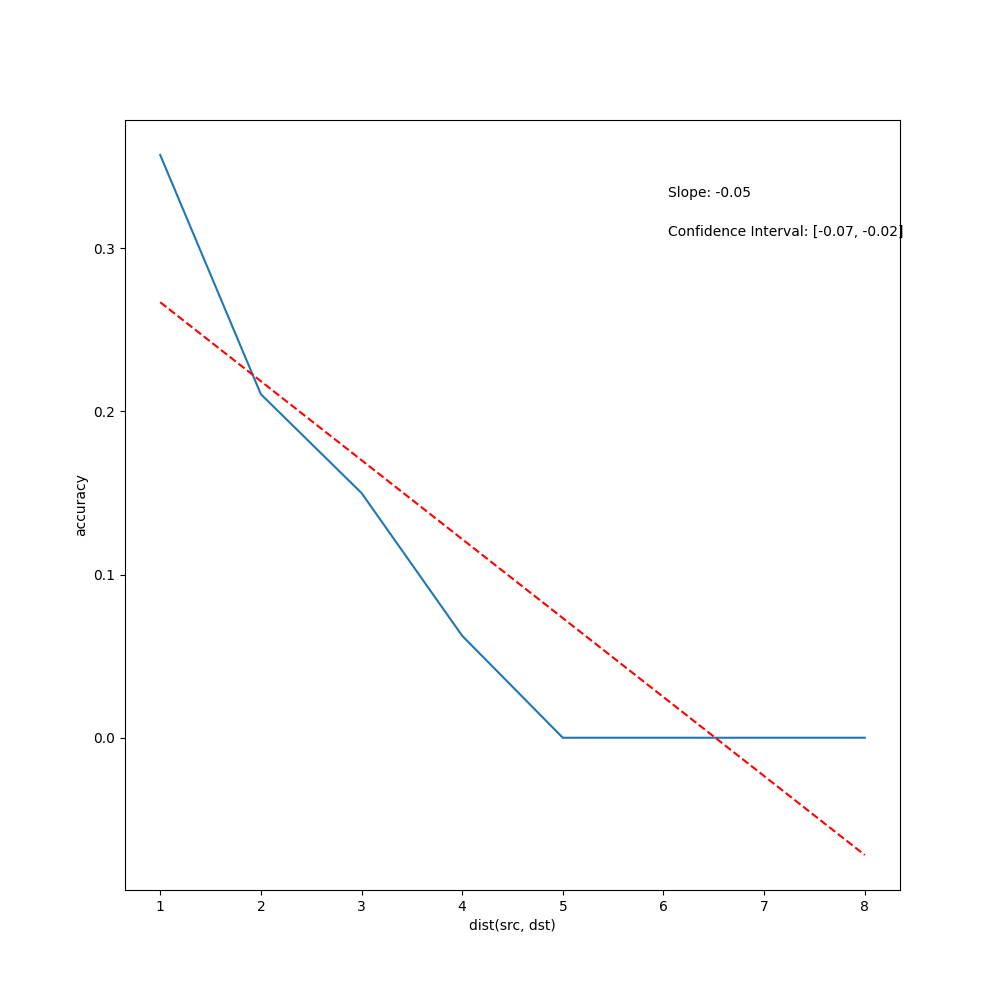 Slope: -0.05
Confidence Interval: [-0.07, -0.02]
accuracy
0.3
0.2
0.1
0.0
1 2 3 4 5 6 7 8
dist(src, dst)